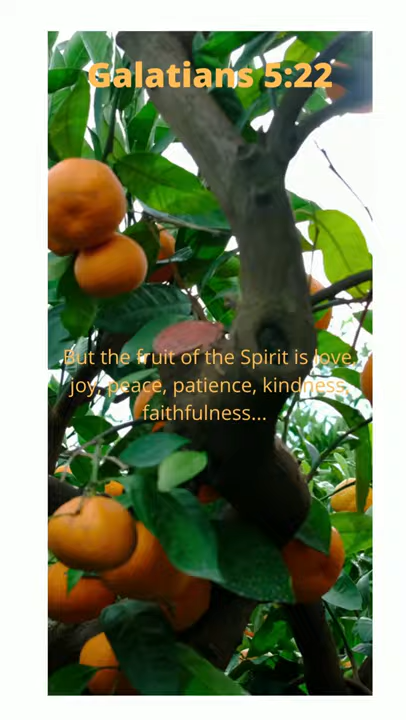 Galatians 5:22
But the fruit of the Spirit is love,
joy, peace, patience, kindness,
faithfulness...